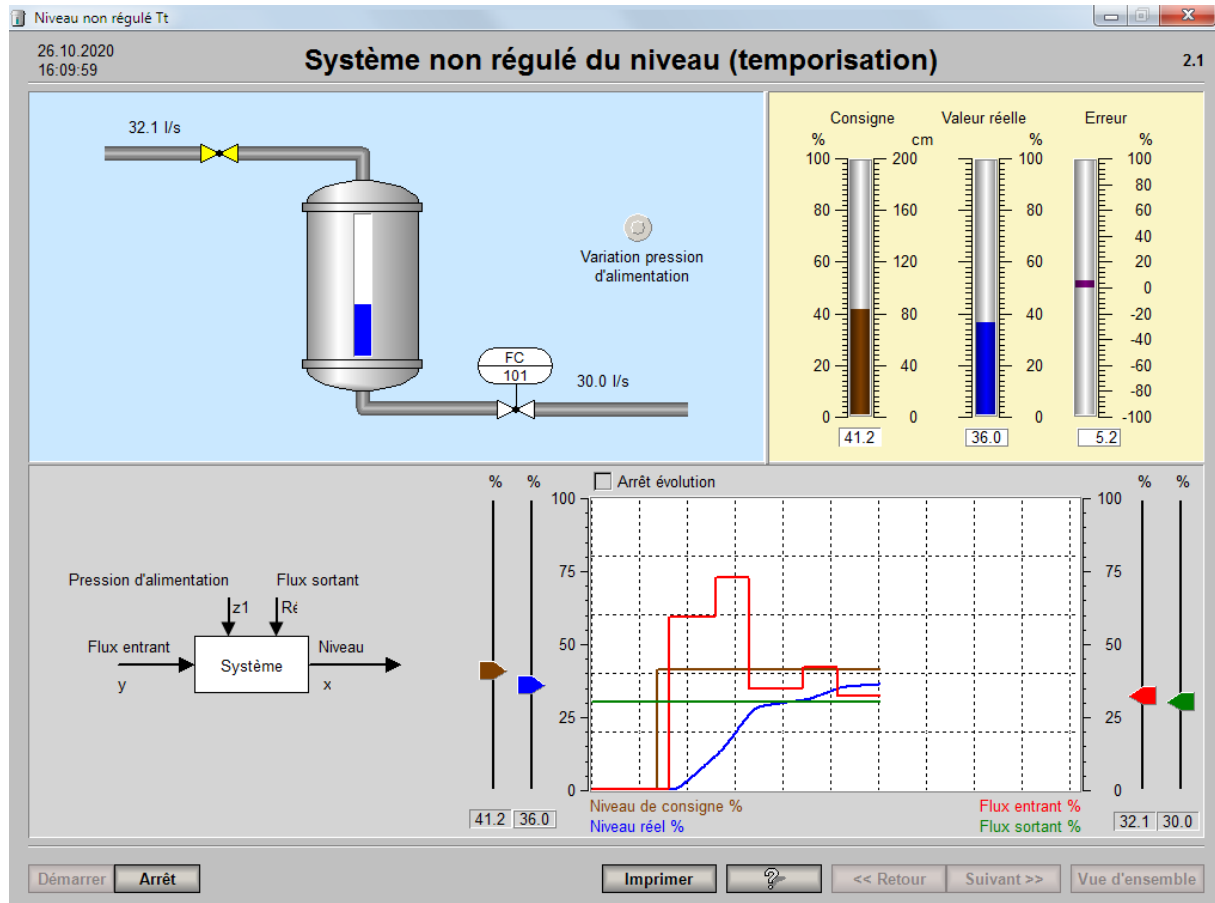 Niveau non régulé Tt
26.10.2020
16:09:59
Système non régulé du niveau (temporisation)
2.1
32.1 l/s
Variation pression
d'alimentation
FC
101
30.0 l/s
Consigne Valeur réelle Erreur
% cm % %
100 200 100 100
80
80 160 80 60
40
60 120 60 20
0
40 80 40 -20
-40
20 40 20 -60
-80
0 0 0 -100
41.2 36.0 5.2
Pression d'alimentation Flux sortant
z1 Ré
Flux entrant Système Niveau
y x
% % Arrêt évolution % %
100 100
75 75
50 50
25 25
0 0
Niveau de consigne % Flux entrant %
Niveau réel % Flux sortant %
41.2 36.0 32.1 30.0
Démarrer Arrêt Imprimer ? << Retour Suivant >> Vue d'ensemble